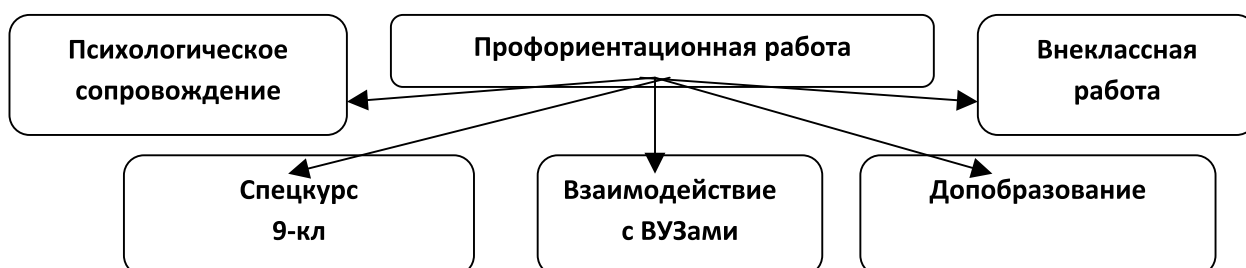 Психологическое
сопровождение
Профориентационная работа
Внеклассная
работа
Спецкурс
9-кл
Взаимодействие
с ВУЗами
Допобразование